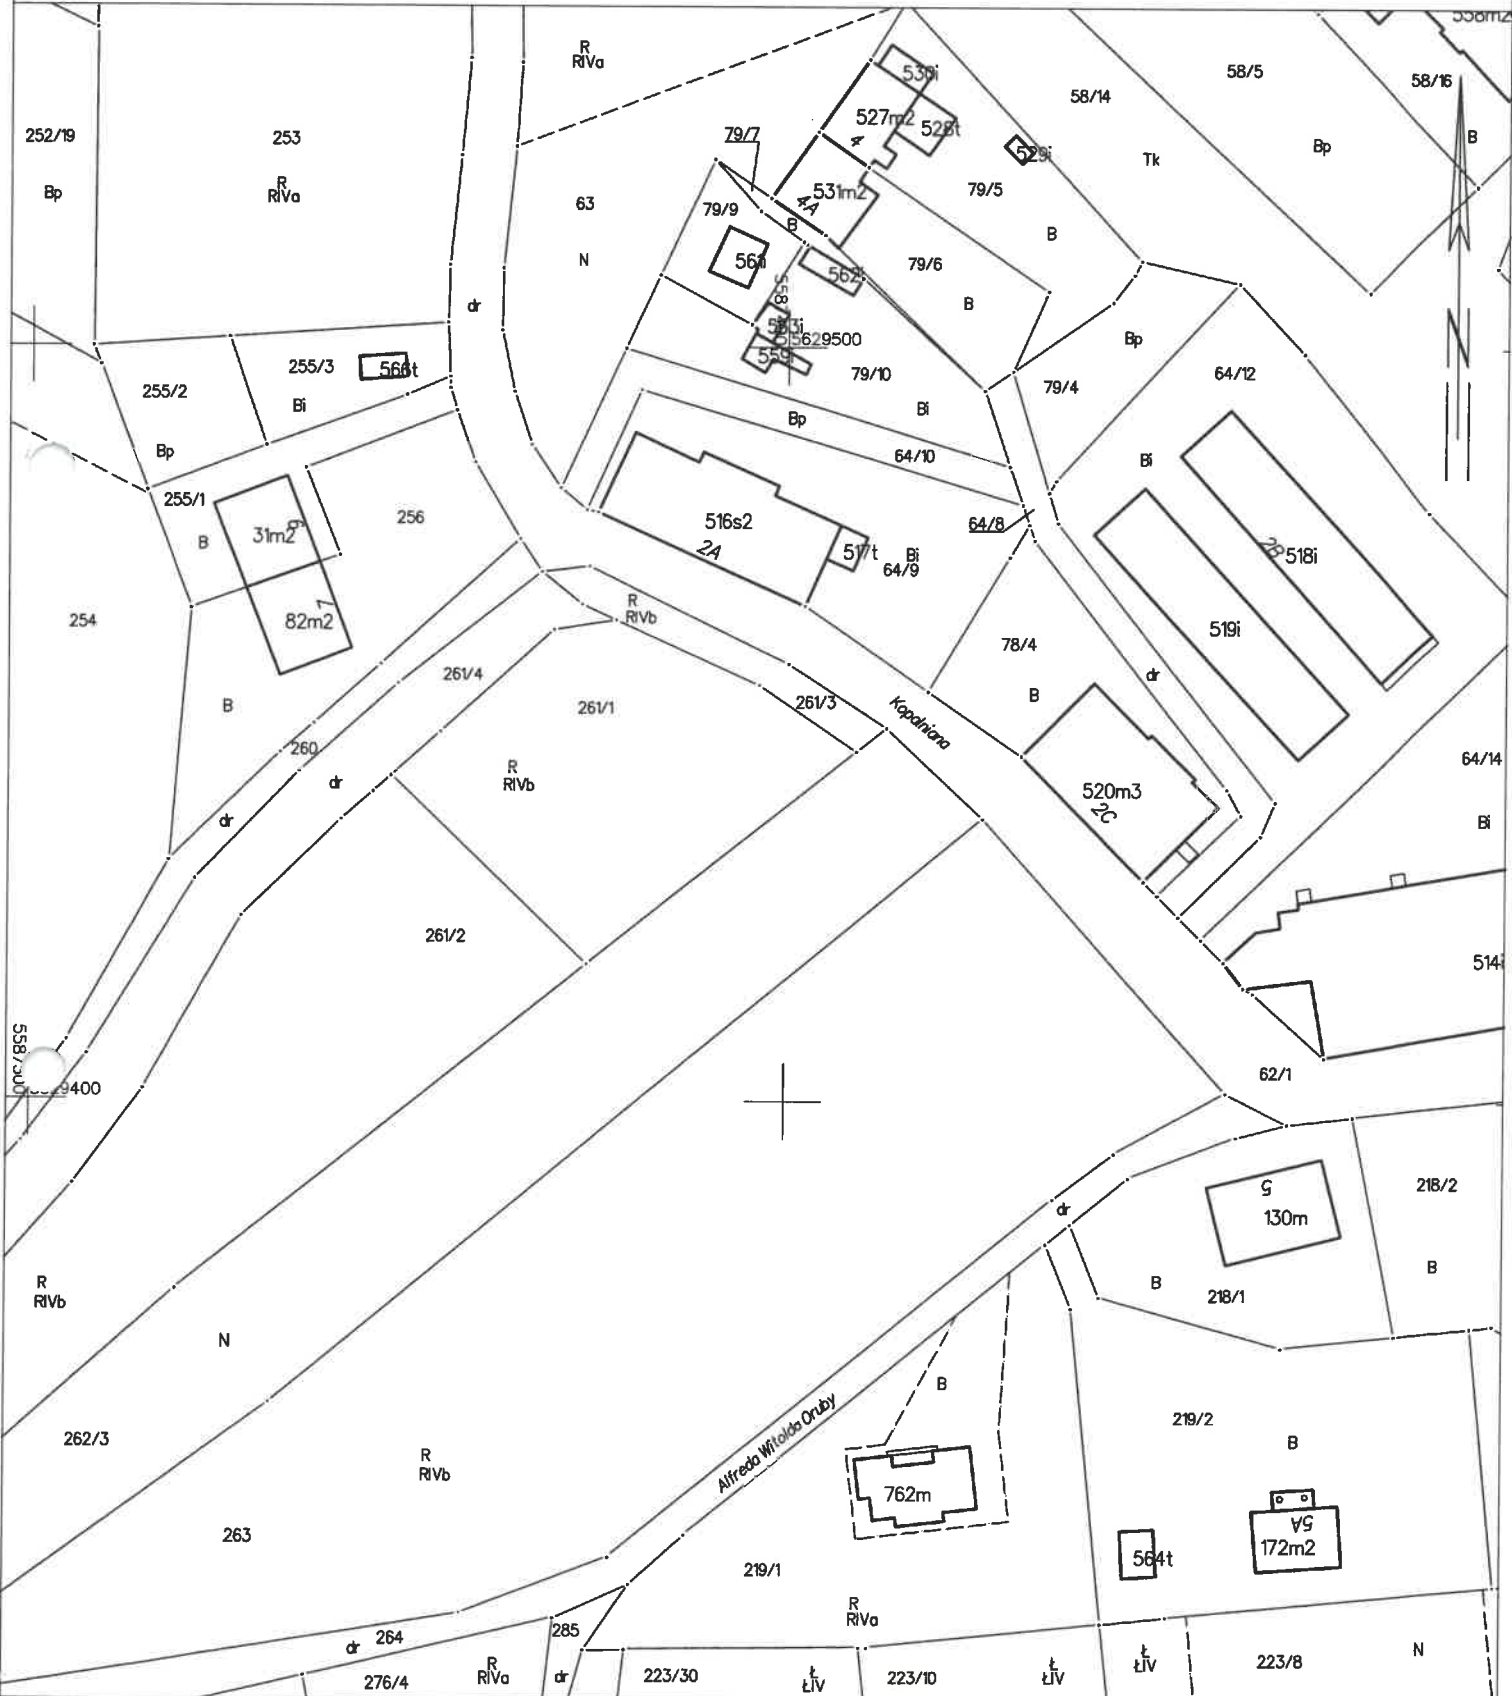 558m2
R
RIVa
530i
58/5
58/16
58/14
527m2
528t
4
252/19
253
79/7
529i
Bp
B
Tk
R
RIVa
Bp
531m2
4A
79/5
63
79/9
B
B
N
561i
562i
79/6
B
dr
5629500
559i
Bp
255/3
566t
79/10
79/4
64/12
255/2
Bi
Bi
Bp
Bp
64/10
Bi
255/1
B
31m2
6
256
516s2
2A
517t
Bi
64/9
64/8
2B
518i
254
7
82m2
R
RIVb
519i
78/4
261/4
dr
B
B
261/1
261/3
Kopalniana
260
R
RIVb
dr
64/14
520m3
2C
dr
Bi
261/2
514i
62/1
9400
218/2
dr
5
130m
R
RIVb
B
B
218/1
N
B
219/2
262/3
B
R
RIVb
Alfreda Witolda Oruby
762m
263
5A
172m2
564t
219/1
R
RIVa
264
dr
285
276/4
R
RIVa
dr
223/30
Ł
ŁIV
223/10
Ł
ŁIV
Ł
ŁIV
223/8
N